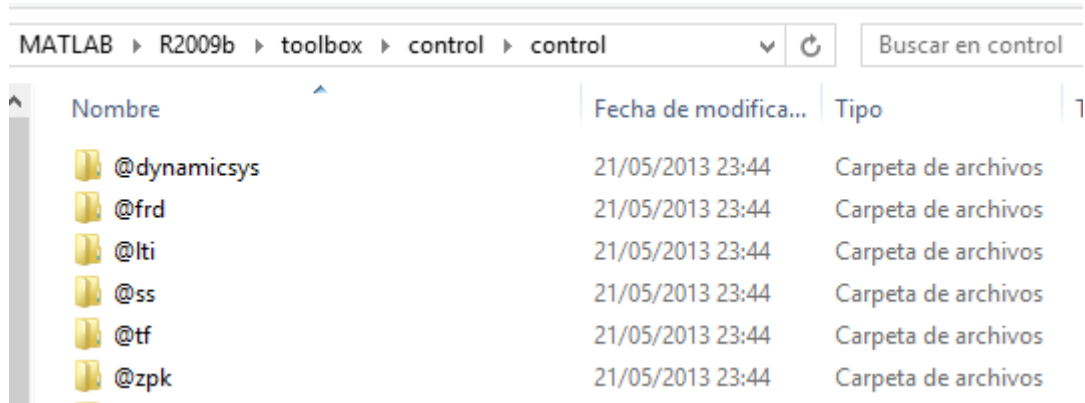 MATLAB R2009b toolbox control control Buscar en control
Nombre Fecha de modifica... Tipo
@dynamicsys 21/05/2013 23:44 Carpeta de archivos
@frd 21/05/2013 23:44 Carpeta de archivos
@lti 21/05/2013 23:44 Carpeta de archivos
@ss 21/05/2013 23:44 Carpeta de archivos
@tf 21/05/2013 23:44 Carpeta de archivos
@zpk 21/05/2013 23:44 Carpeta de archivos